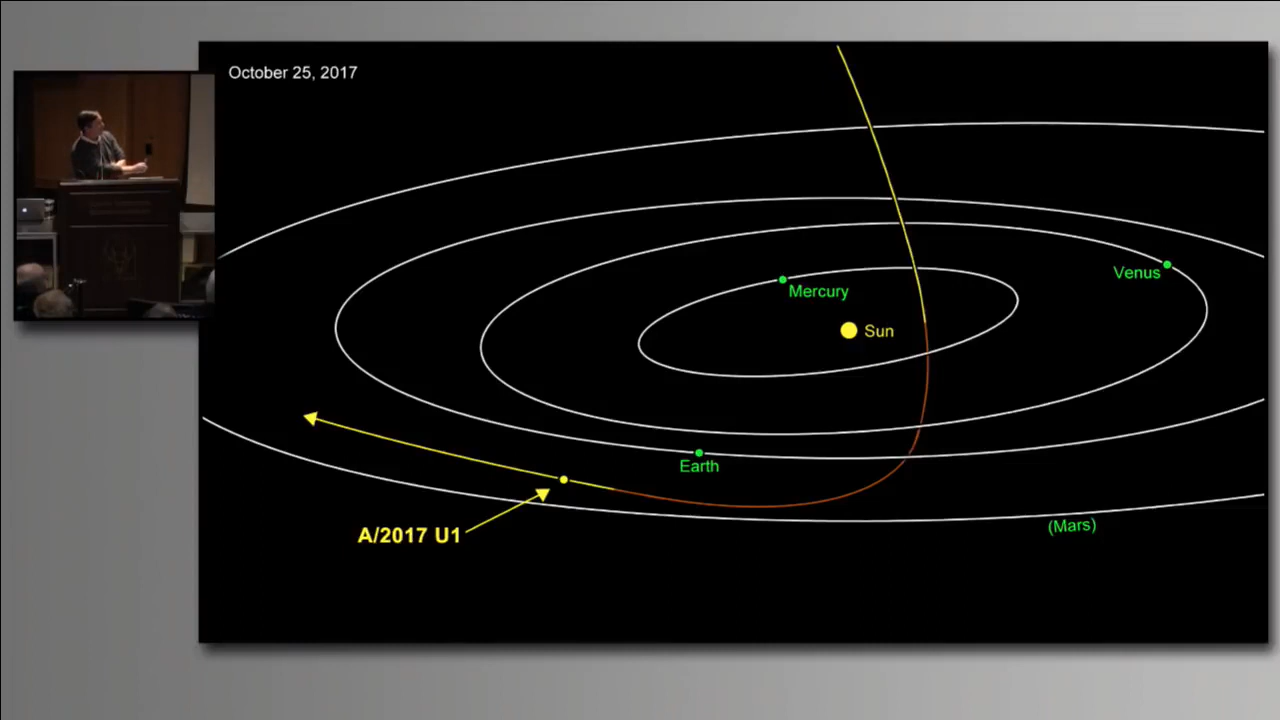 October 25, 2017
Venus
Mercury
Sun
Earth
(Mars)
A/2017 U1